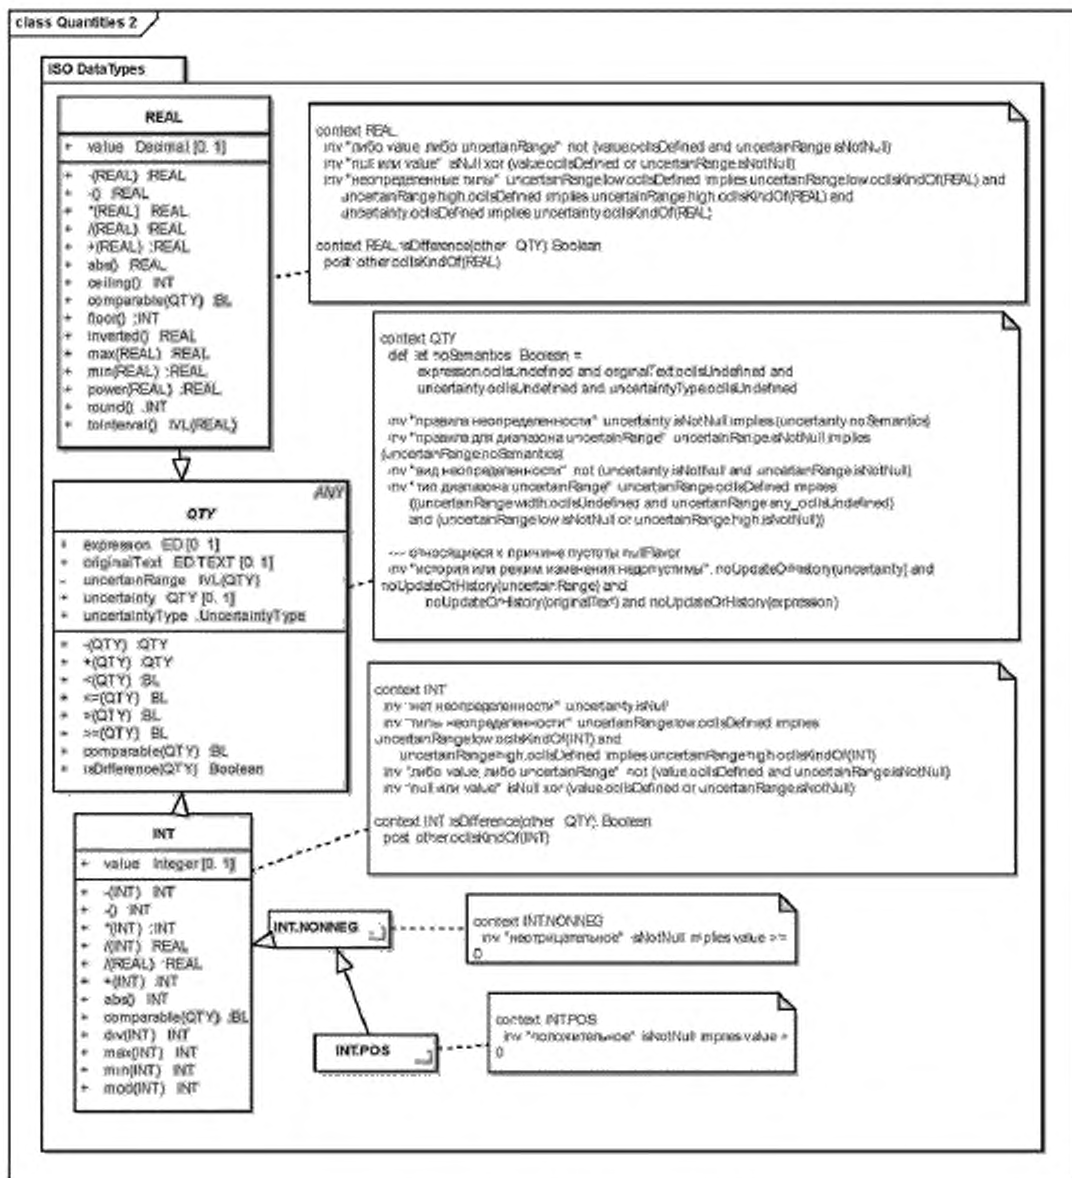 class Quantities 2
ISO DataTypes
REAL
+ value Decimal [0. 1]
+ -(REAL) :REAL
+ -() :REAL
+ *(REAL) REAL
+ /(REAL) :REAL
+ +(REAL) :REAL
+ abs() :REAL
+ ceiling() INT
+ comparable(QTY) :BL
+ floor() :INT
+ inverted() REAL
+ max(REAL) :REAL
+ min(REAL) :REAL
+ power(REAL) :REAL
+ round() .INT
+ toInterval() IVL(REAL)
context REAL
inv "либо value либо uncertainRange" not (value.oclIsDefined and uncertainRange.isNotNull)
inv "null или value" isNull xor (value.oclIsDefined or uncertainRange.isNotNull)
inv "неопределенные типы" uncertainRange.low.oclIsDefined implies uncertainRange.low.oclIsKindOf(REAL) and
uncertainRange.high.oclIsDefined implies uncertainRange.high.oclIsKindOf(REAL) and
uncertainty.oclIsDefined implies uncertainty.oclIsKindOf(REAL)
context REAL isDifference(other QTY) Boolean
post other.oclIsKindOf(REAL)
ANY
QTY
+ expression ED [0 1]
+ originalText ED.TEXT [0. 1]
- uncertainRange IVL(QTY)
+ uncertainty QTY [0. 1]
+ uncertaintyType .UncertaintyType
+ -(QTY) :QTY
+ +(QTY) :QTY
+ <(QTY) :BL
+ <=(QTY) BL
+ >(QTY) BL
+ >=(QTY) BL
+ comparable(QTY) :BL
+ isDifference(QTY) Boolean
context QTY
def let noSemantics Boolean =
expression.oclIsUndefined and originalText.oclIsUndefined and
uncertainty.oclIsUndefined and uncertaintyType.oclIsUndefined
inv "правила неопределенности" uncertainty.isNotNull implies (uncertainty.noSemantics)
inv "правила для диапазона uncertainRange" uncertainRange.isNotNull implies
(uncertainRange.noSemantics)
inv "вид неопределенности" not (uncertainty.isNotNull and uncertainRange.isNotNull)
inv "тип диапазона uncertainRange" uncertainRange.oclIsDefined implies
((uncertainRange.width.oclIsUndefined and uncertainRange.any_.oclIsUndefined)
and (uncertainRange.low.isNotNull or uncertainRange.high.isNotNull))
--- относящиеся к причине пустоты nullFlavor
inv "история или режим изменения недопустимы". noUpdateOrHistory(uncertainty) and
noUpdateOrHistory(uncertainRange) and
noUpdateOrHistory(originalText) and noUpdateOrHistory(expression)
INT
+ value Integer [0. 1]
+ -(INT) INT
+ -() :INT
+ *(INT) :INT
+ /(INT) :REAL
+ /(REAL) :REAL
+ +(INT) :INT
+ abs() INT
+ comparable(QTY) :BL
+ div(INT) INT
+ max(INT) INT
+ min(INT) INT
+ mod(INT) INT
context INT
inv "нет неопределенности" uncertainty.isNull
inv "типы неопределенности" uncertainRange.low.oclIsDefined implies
uncertainRange.low.oclIsKindOf(INT) and
uncertainRange.high.oclIsDefined implies uncertainRange.high.oclIsKindOf(INT)
inv "либо value, либо uncertainRange" not (value.oclIsDefined and uncertainRange.isNotNull)
inv "null или value" isNull xor (value.oclIsDefined or uncertainRange.isNotNull)
context INT isDifference(other QTY). Boolean
post other.oclIsKindOf(INT)
INT.NONNEG
context INT.NONNEG
inv "неотрицательное" isNotNull implies value >=
0
INT.POS
context INT.POS
inv "положительное" isNotNull implies value >
0